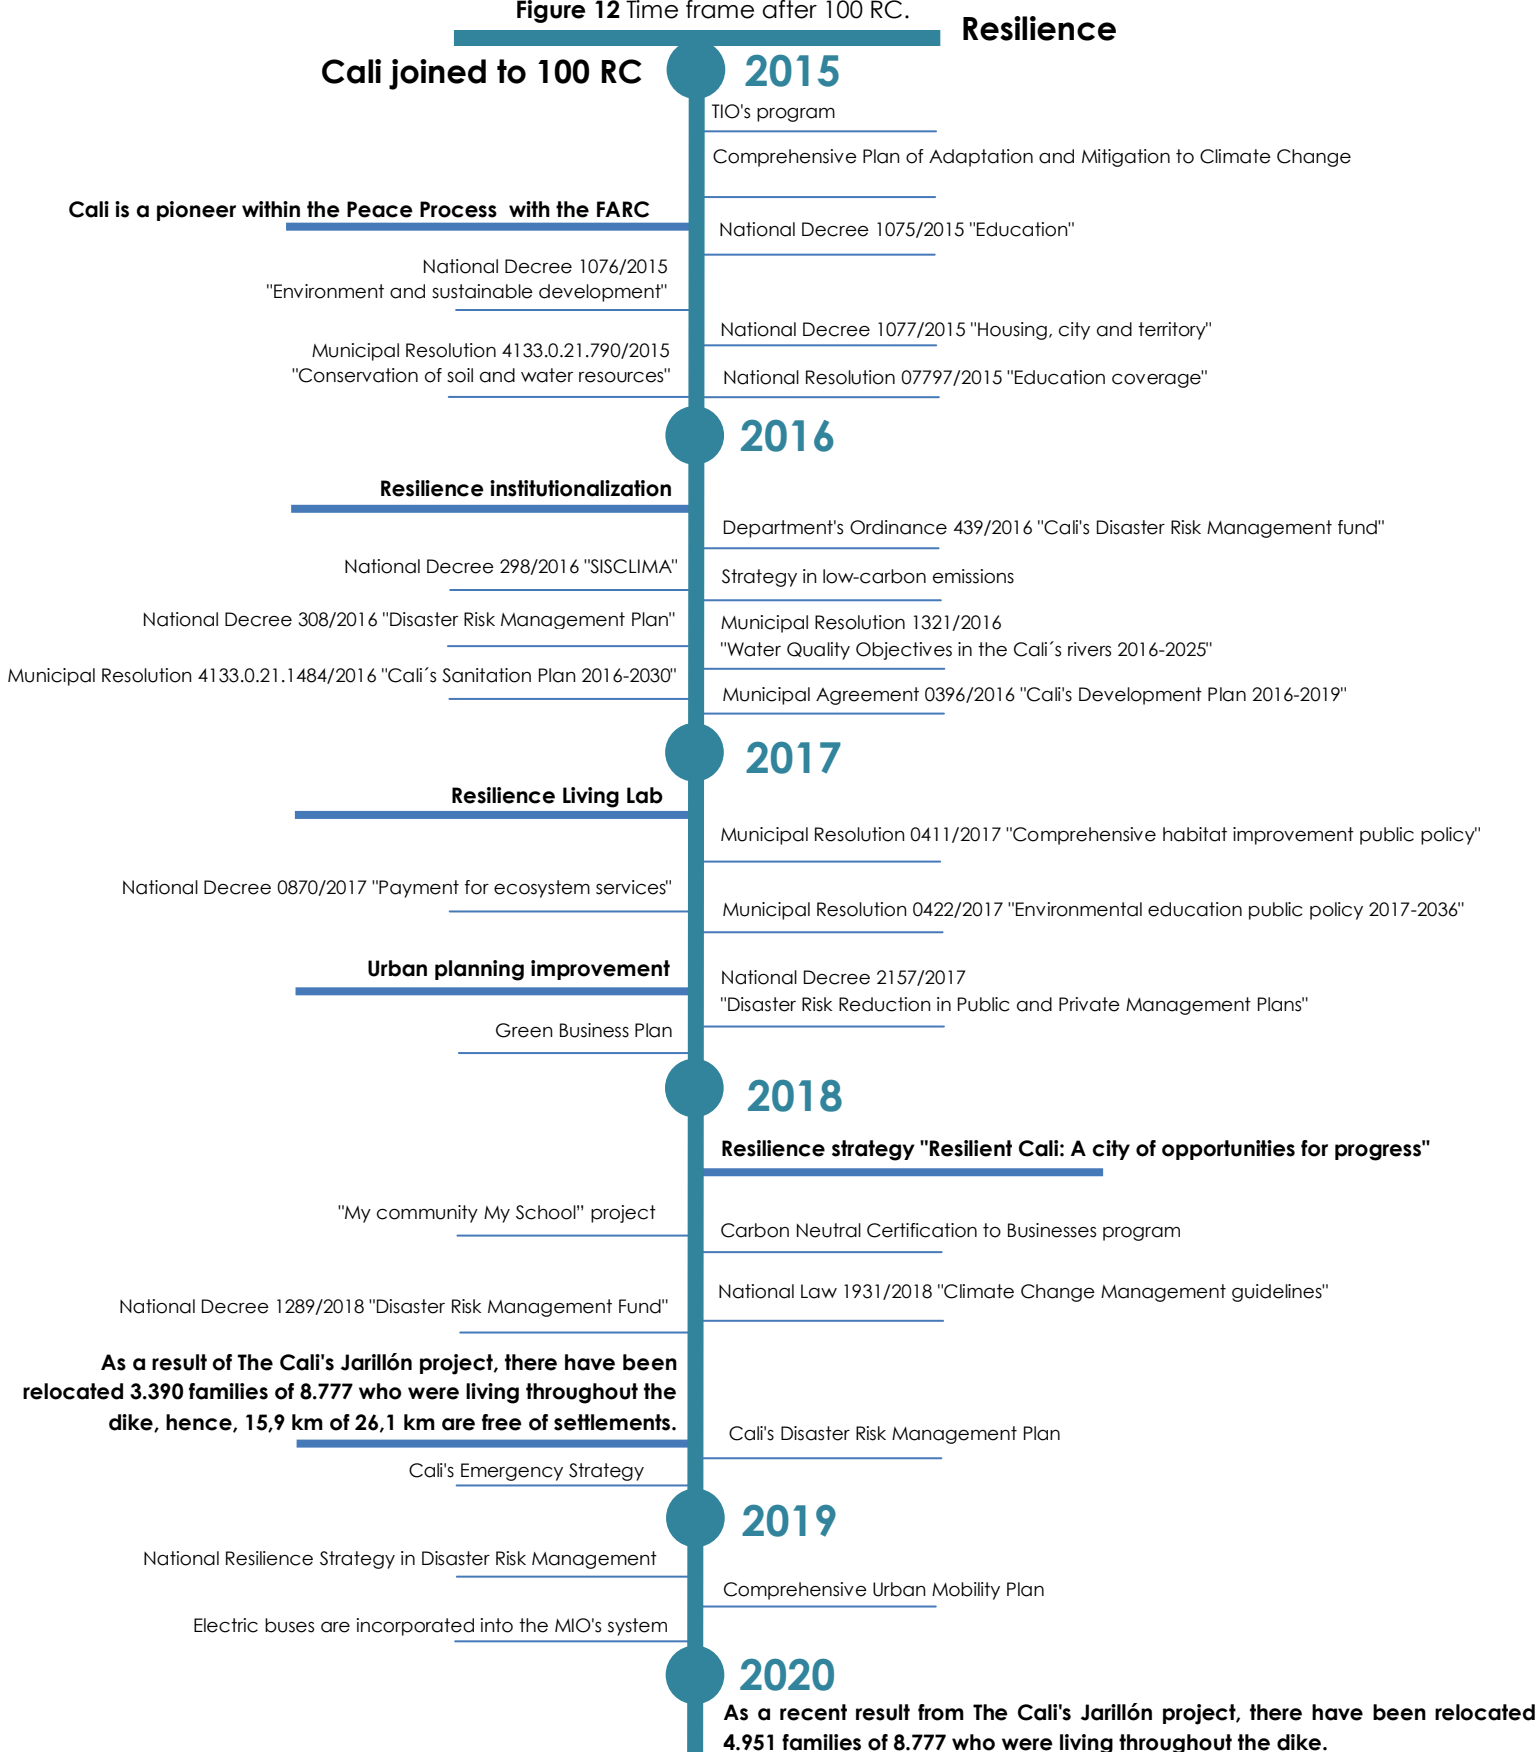 Figure 12 Time frame after 100 RC.
Resilience
Cali joined to 100 RC
2015
TIO's program
Comprehensive Plan of Adaptation and Mitigation to Climate Change
Cali is a pioneer within the Peace Process with the FARC
National Decree 1075/2015 "Education"
National Decree 1076/2015
"Environment and sustainable development"
National Decree 1077/2015 "Housing, city and territory"
Municipal Resolution 4133.0.21.790/2015
"Conservation of soil and water resources"
National Resolution 07797/2015 "Education coverage"
2016
Resilience institutionalization
Department's Ordinance 439/2016 "Cali's Disaster Risk Management fund"
National Decree 298/2016 "SISCLIMA"
Strategy in low-carbon emissions
National Decree 308/2016 "Disaster Risk Management Plan"
Municipal Resolution 1321/2016
"Water Quality Objectives in the Cali´s rivers 2016-2025"
Municipal Resolution 4133.0.21.1484/2016 "Cali´s Sanitation Plan 2016-2030"
Municipal Agreement 0396/2016 "Cali's Development Plan 2016-2019"
2017
Resilience Living Lab
Municipal Resolution 0411/2017 "Comprehensive habitat improvement public policy"
National Decree 0870/2017 "Payment for ecosystem services"
Municipal Resolution 0422/2017 "Environmental education public policy 2017-2036"
Urban planning improvement
National Decree 2157/2017
"Disaster Risk Reduction in Public and Private Management Plans"
Green Business Plan
2018
Resilience strategy "Resilient Cali: A city of opportunities for progress"
"My community My School” project
Carbon Neutral Certification to Businesses program
National Law 1931/2018 "Climate Change Management guidelines"
National Decree 1289/2018 "Disaster Risk Management Fund"
As a result of The Cali's Jarillón project, there have been
relocated 3.390 families of 8.777 who were living throughout the
dike, hence, 15,9 km of 26,1 km are free of settlements.
Cali's Disaster Risk Management Plan
Cali's Emergency Strategy
2019
National Resilience Strategy in Disaster Risk Management
Comprehensive Urban Mobility Plan
Electric buses are incorporated into the MIO's system
2020
As a recent result from The Cali's Jarillón project, there have been relocated
4.951 families of 8.777 who were living throughout the dike.